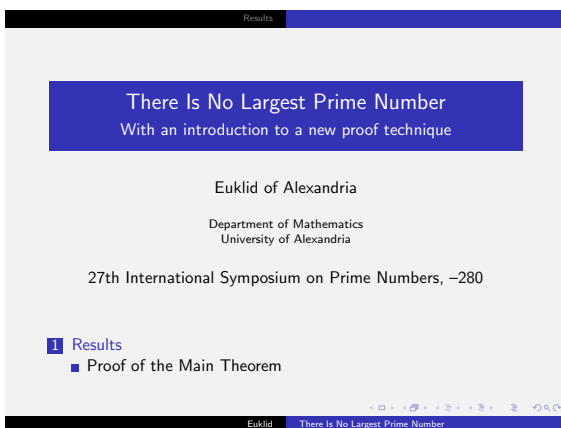 Results
There Is No Largest Prime Number
With an introduction to a new proof technique
Euklid of Alexandria
Department of Mathematics
University of Alexandria
27th International Symposium on Prime Numbers, –280
1 Results
Proof of the Main Theorem
Euklid There Is No Largest Prime Number